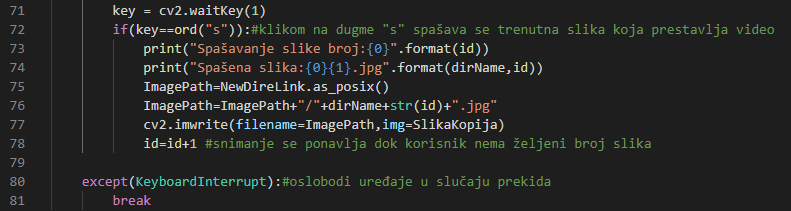 71 key = cv2.waitKey(1)
72 if(key==ord("s")):#klikom na dugme "s" spašava se trenutna slika koja prestavlja video
73 print("Spašavanje slike broj:{0}".format(id))
74 print("Spašena slika:{0}{1}.jpg".format(dirName,id))
75 ImagePath=NewDireLink.as_posix()
76 ImagePath=ImagePath+"/"+dirName+str(id)+".jpg"
77 cv2.imwrite(filename=ImagePath,img=SlikaKopija)
78 id=id+1 #snimanje se ponavlja dok korisnik nema željeni broj slika
79
80 except(KeyboardInterrupt):#oslobodi uređaje u slučaju prekida
81 break